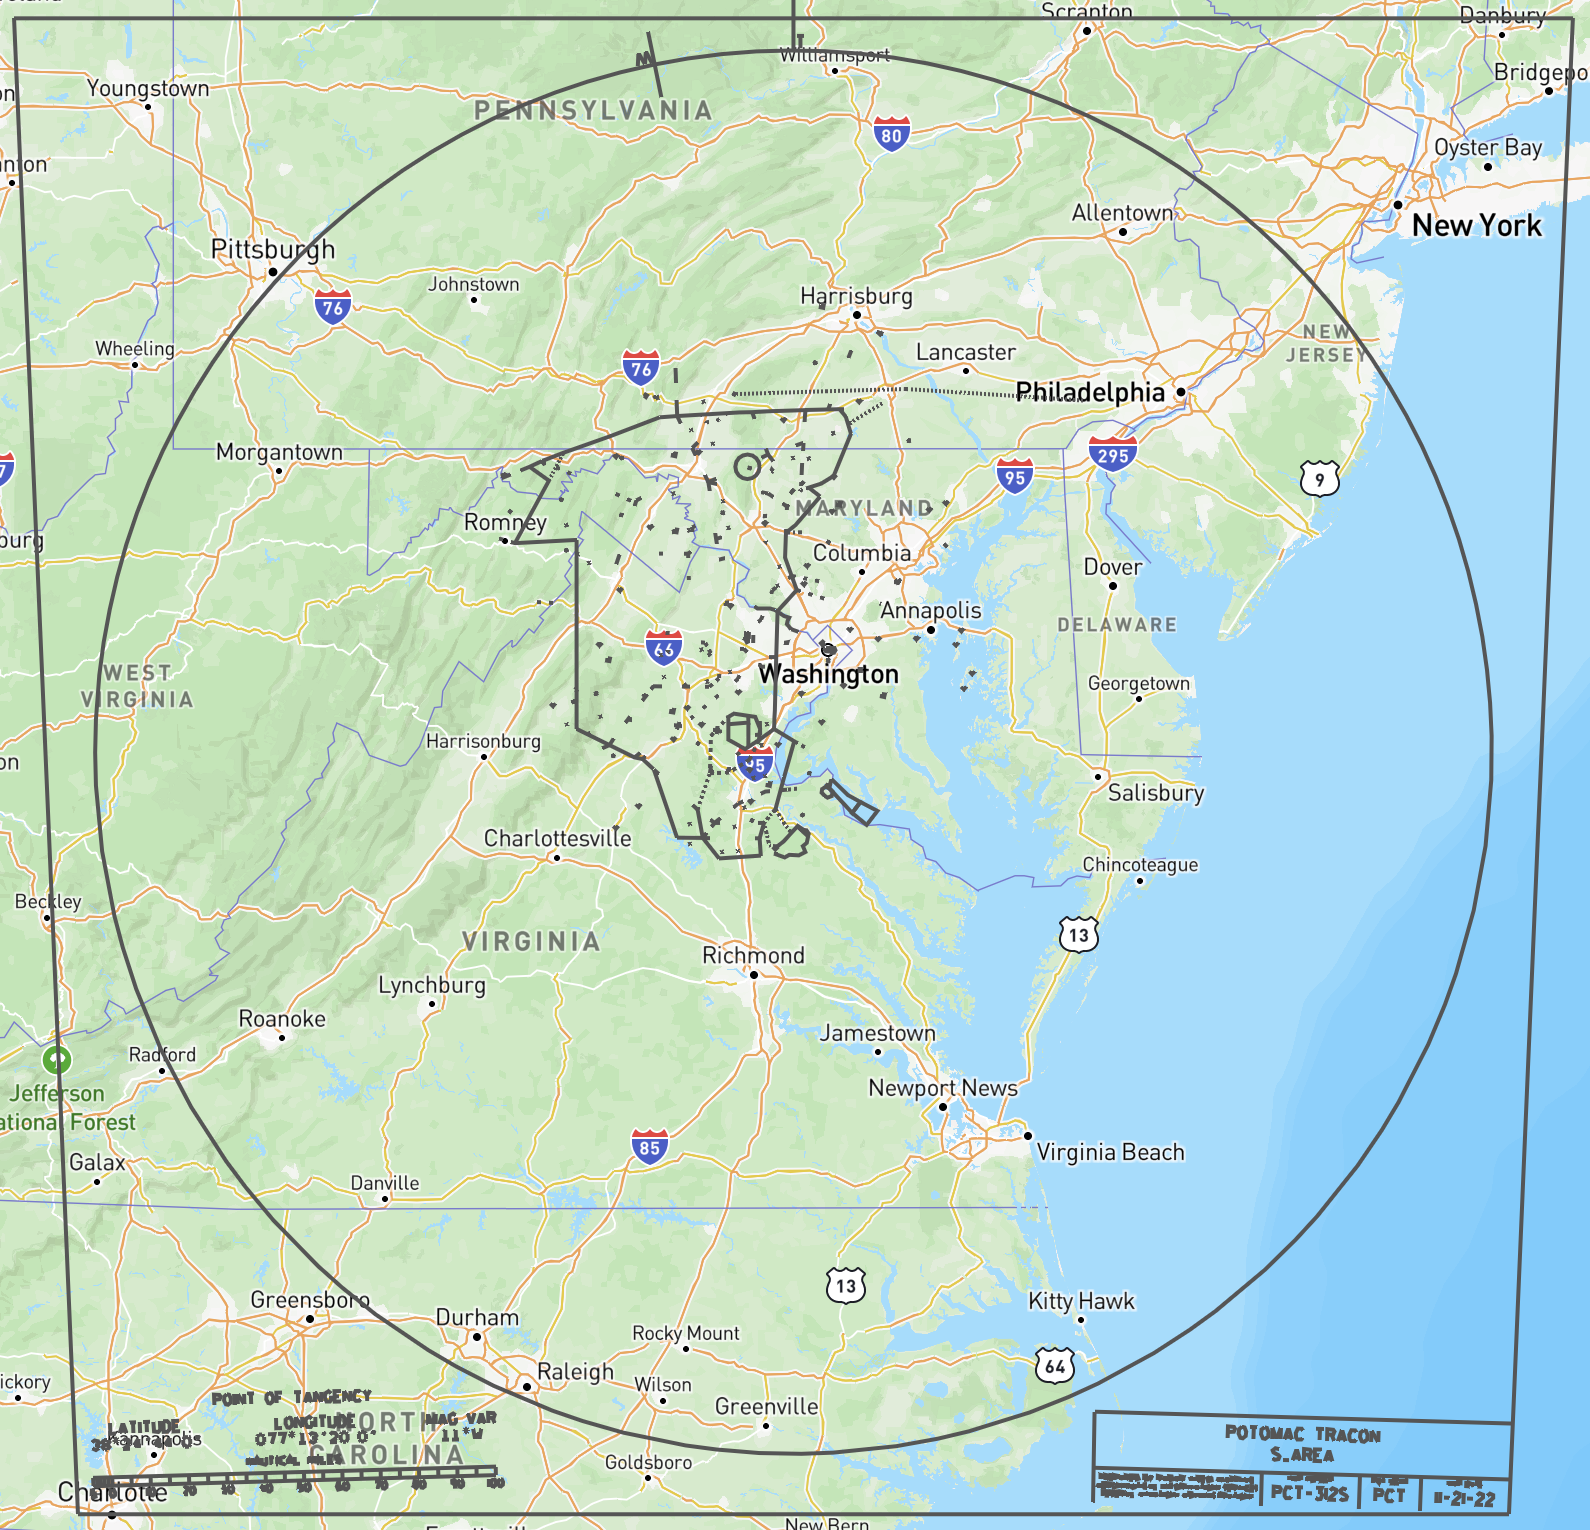 Scranton
Danbury
Williamsport
Youngstown
Bridgepo
PENNSYLVANIA
80
Oyster Bay
nton
Allentown
New York
Pittsburgh
Johnstown
Harrisburg
76
NEW
JERSEY
Wheeling
Lancaster
76
Philadelphia
Morgantown
295
95
9
7
MARYLAND
Romney
burg
Columbia
Dover
Annapolis
DELAWARE
66
WEST
VIRGINIA
Washington
Georgetown
Harrisonburg
on
95
Salisbury
Charlottesville
Chincoteague
Beckley
13
VIRGINIA
Richmond
Lynchburg
Roanoke
Jamestown
Radford
Jefferson
ational Forest
Newport News
85
Virginia Beach
Galax
Danville
13
Greensboro
Kitty Hawk
Durham
Rocky Mount
64
Raleigh
ickory
Wilson
POINT OF TANGENCY
Greenville
LATITUDE
LONGITUDE
MAG VAR
NORTH
CAROLINA
077°13'20.0"
11°W
Kannapolis
NAUTICAL MILES
POTOMAC TRACON
S_AREA
Goldsboro
Charlotte
PCT-312S
PCT
11-21-22
New Bern